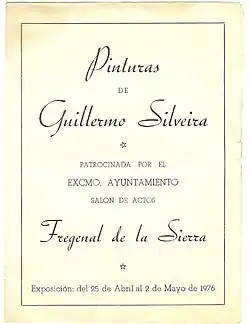 Pinturas
DE
Guillermo Silveira
☆
PATROCINADA POR EL
EXCMO. AYUNTAMIENTO
SALON DE ACTOS
Fregenal de la Sierra
☆
Exposición: del 25 de Abril al 2 de Mayo de 1976